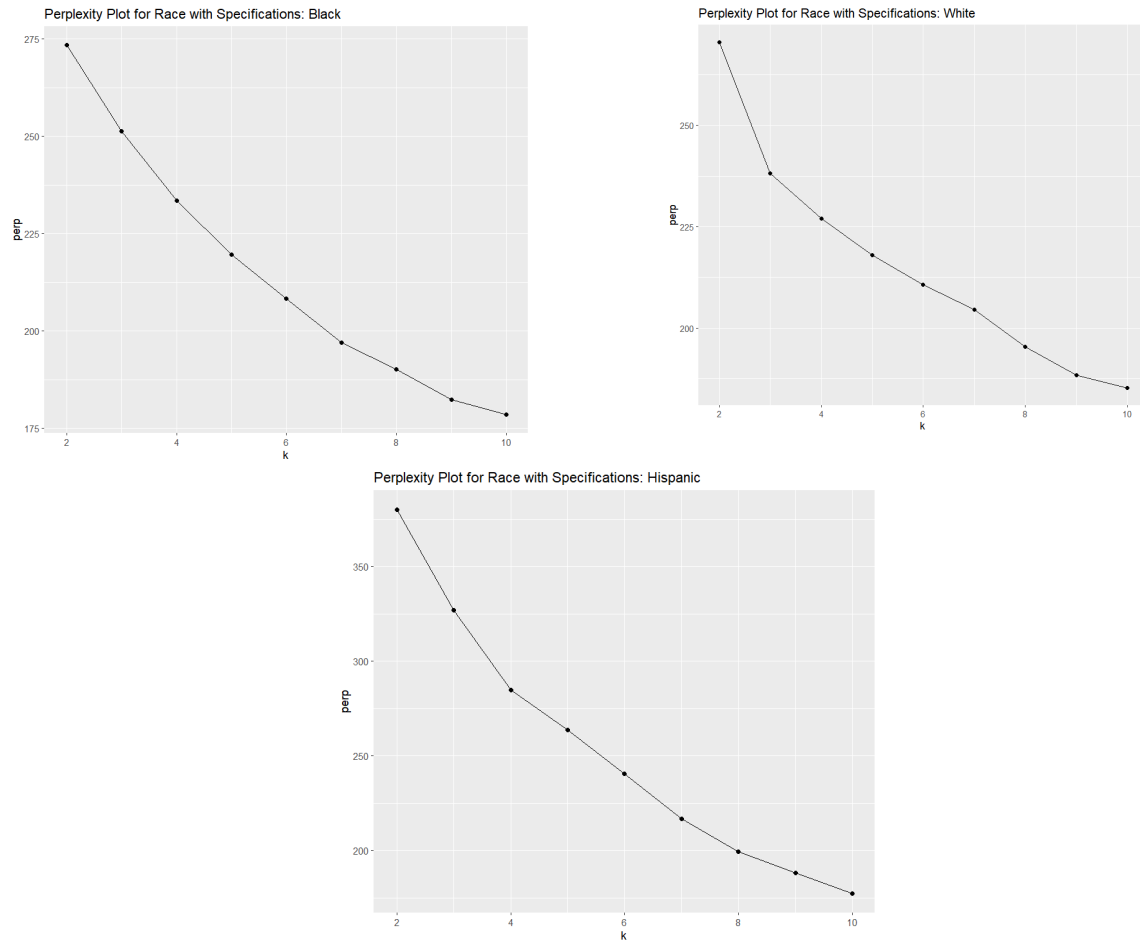 Perplexity Plot for Race with Specifications: Black
275
250
225
200
175
perp
2 4 6 8 10
k
Perplexity Plot for Race with Specifications: White
250
225
200
perp
2 4 6 8 10
k
Perplexity Plot for Race with Specifications: Hispanic
350
300
250
200
perp
2 4 6 8 10
k